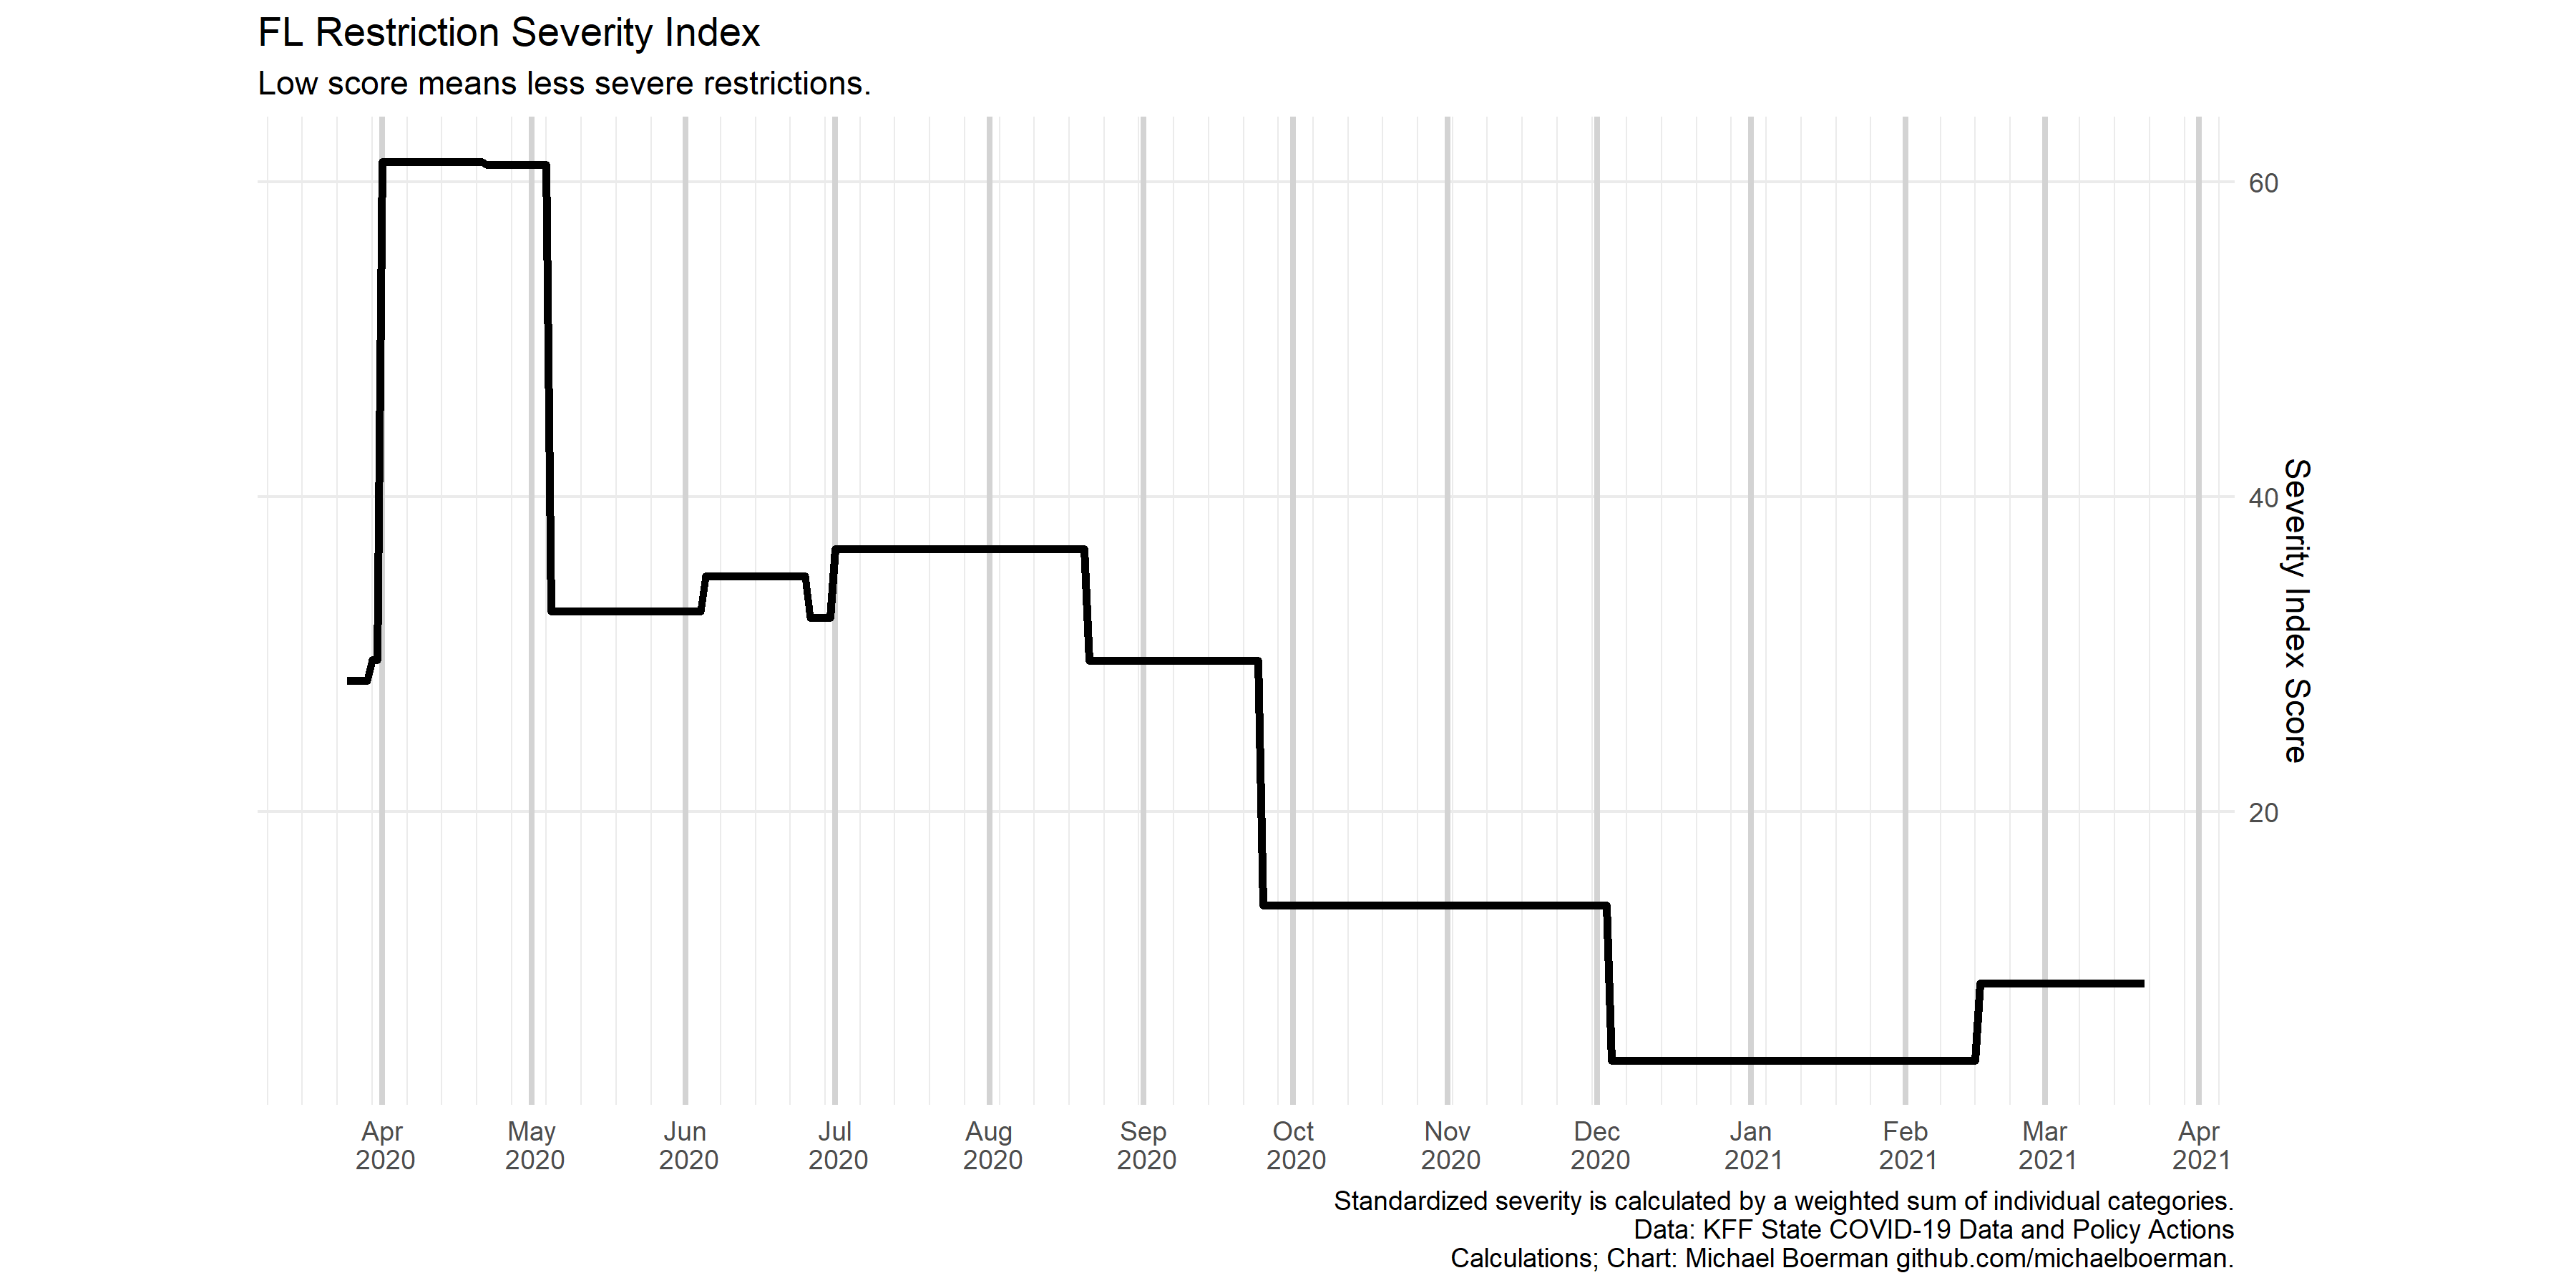 FL Restriction Severity Index
Low score means less severe restrictions.
60
40
20
Severity Index Score
Apr 2020
May 2020
Jun 2020
Jul 2020
Aug 2020
Sep 2020
Oct 2020
Nov 2020
Dec 2020
Jan 2021
Feb 2021
Mar 2021
Apr 2021
Standardized severity is calculated by a weighted sum of individual categories.
Data: KFF State COVID-19 Data and Policy Actions
Calculations; Chart: Michael Boerman github.com/michaelboerman.